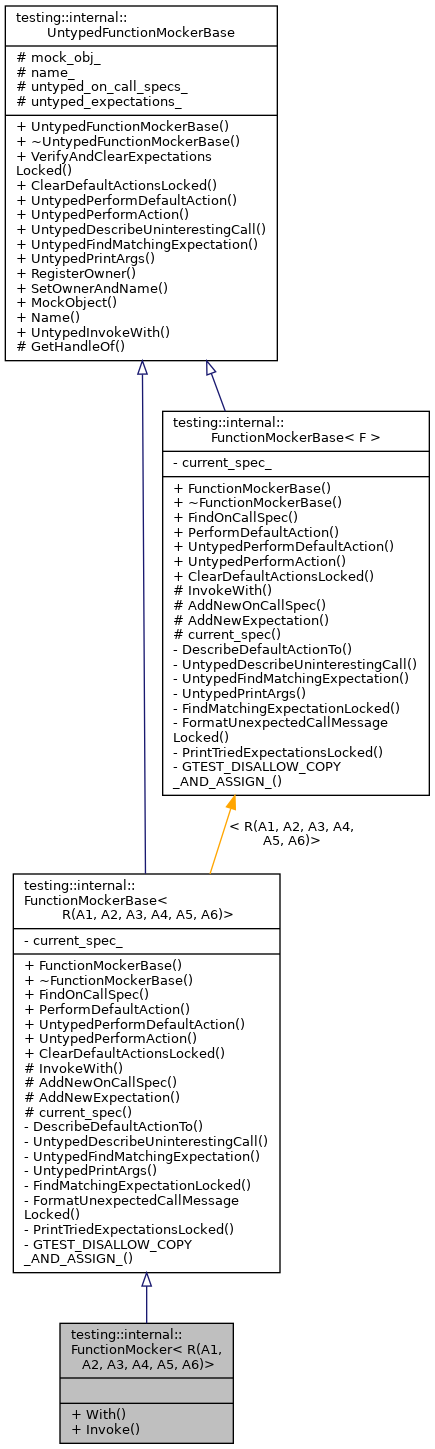 testing::internal::
UntypedFunctionMockerBase
# mock_obj_
# name_
# untyped_on_call_specs_
# untyped_expectations_
+ UntypedFunctionMockerBase()
+ ~UntypedFunctionMockerBase()
+ VerifyAndClearExpectations
Locked()
+ ClearDefaultActionsLocked()
+ UntypedPerformDefaultAction()
+ UntypedPerformAction()
+ UntypedDescribeUninterestingCall()
+ UntypedFindMatchingExpectation()
+ UntypedPrintArgs()
+ RegisterOwner()
+ SetOwnerAndName()
+ MockObject()
+ Name()
+ UntypedInvokeWith()
# GetHandleOf()
testing::internal::
FunctionMockerBase< F >
- current_spec_
+ FunctionMockerBase()
+ ~FunctionMockerBase()
+ FindOnCallSpec()
+ PerformDefaultAction()
+ UntypedPerformDefaultAction()
+ UntypedPerformAction()
+ ClearDefaultActionsLocked()
# InvokeWith()
# AddNewOnCallSpec()
# AddNewExpectation()
# current_spec()
- DescribeDefaultActionTo()
- UntypedDescribeUninterestingCall()
- UntypedFindMatchingExpectation()
- UntypedPrintArgs()
- FindMatchingExpectationLocked()
- FormatUnexpectedCallMessage
Locked()
- PrintTriedExpectationsLocked()
- GTEST_DISALLOW_COPY
_AND_ASSIGN_()
< R(A1, A2, A3, A4,
A5, A6)>
testing::internal::
FunctionMockerBase<
R(A1, A2, A3, A4, A5, A6)>
- current_spec_
+ FunctionMockerBase()
+ ~FunctionMockerBase()
+ FindOnCallSpec()
+ PerformDefaultAction()
+ UntypedPerformDefaultAction()
+ UntypedPerformAction()
+ ClearDefaultActionsLocked()
# InvokeWith()
# AddNewOnCallSpec()
# AddNewExpectation()
# current_spec()
- DescribeDefaultActionTo()
- UntypedDescribeUninterestingCall()
- UntypedFindMatchingExpectation()
- UntypedPrintArgs()
- FindMatchingExpectationLocked()
- FormatUnexpectedCallMessage
Locked()
- PrintTriedExpectationsLocked()
- GTEST_DISALLOW_COPY
_AND_ASSIGN_()
testing::internal::
FunctionMocker< R(A1,
A2, A3, A4, A5, A6)>
+ With()
+ Invoke()